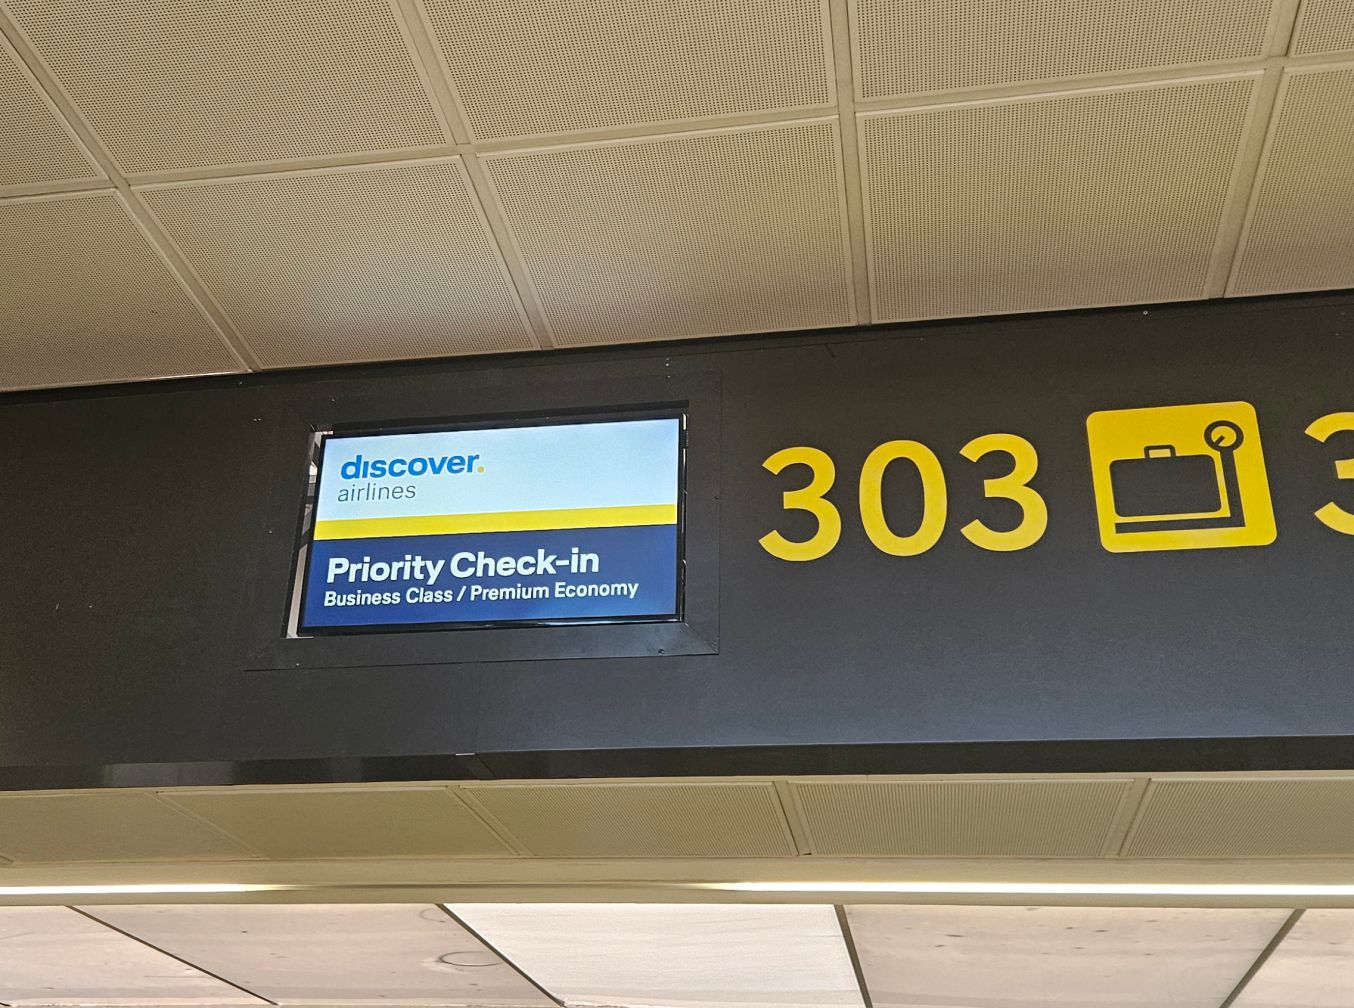 discover.
airlines
Priority Check-in
Business Class / Premium Economy
303